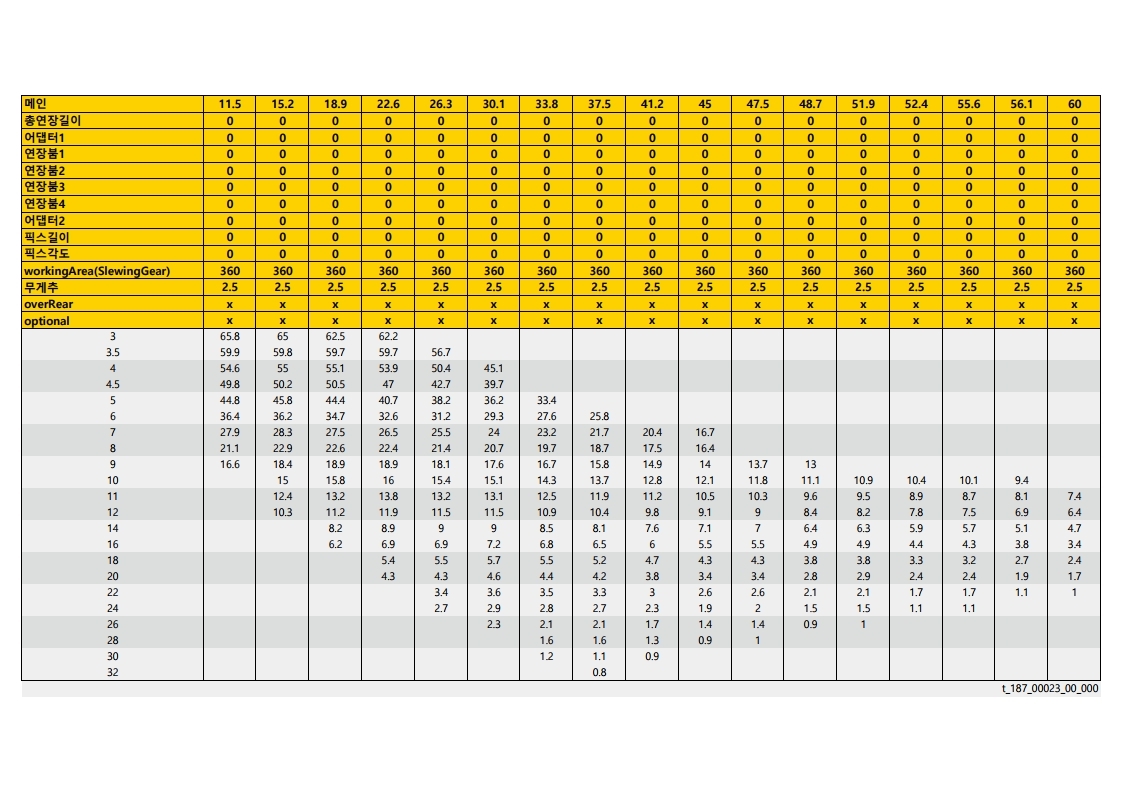 메인 11.5 15.2 18.9 22.6 26.3 30.1 33.8 37.5 41.2 45 47.5 48.7 51.9 52.4 55.6 56.1 60
총연장길이 0 0 0 0 0 0 0 0 0 0 0 0 0 0 0 0 0
어댑터1 0 0 0 0 0 0 0 0 0 0 0 0 0 0 0 0 0
연장붐1 0 0 0 0 0 0 0 0 0 0 0 0 0 0 0 0 0
연장붐2 0 0 0 0 0 0 0 0 0 0 0 0 0 0 0 0 0
연장붐3 0 0 0 0 0 0 0 0 0 0 0 0 0 0 0 0 0
연장붐4 0 0 0 0 0 0 0 0 0 0 0 0 0 0 0 0 0
어댑터2 0 0 0 0 0 0 0 0 0 0 0 0 0 0 0 0 0
픽스길이 0 0 0 0 0 0 0 0 0 0 0 0 0 0 0 0 0
픽스각도 0 0 0 0 0 0 0 0 0 0 0 0 0 0 0 0 0
workingArea(SlewingGear) 360 360 360 360 360 360 360 360 360 360 360 360 360 360 360 360 360
무게추 2.5 2.5 2.5 2.5 2.5 2.5 2.5 2.5 2.5 2.5 2.5 2.5 2.5 2.5 2.5 2.5 2.5
overRear x x x x x x x x x x x x x x x x x
optional x x x x x x x x x x x x x x x x x
3 65.8 65 62.5 62.2
3.5 59.9 59.8 59.7 59.7 56.7
4 54.6 55 55.1 53.9 50.4 45.1
4.5 49.8 50.2 50.5 47 42.7 39.7
5 44.8 45.8 44.4 40.7 38.2 36.2 33.4
6 36.4 36.2 34.7 32.6 31.2 29.3 27.6 25.8
7 27.9 28.3 27.5 26.5 25.5 24 23.2 21.7 20.4 16.7
8 21.1 22.9 22.6 22.4 21.4 20.7 19.7 18.7 17.5 16.4
9 16.6 18.4 18.9 18.9 18.1 17.6 16.7 15.8 14.9 14 13.7 13
10 15 15.8 16 15.4 15.1 14.3 13.7 12.8 12.1 11.8 11.1 10.9 10.4 10.1 9.4
11 12.4 13.2 13.8 13.2 13.1 12.5 11.9 11.2 10.5 10.3 9.6 9.5 8.9 8.7 8.1 7.4
12 10.3 11.2 11.9 11.5 11.5 10.9 10.4 9.8 9.1 9 8.4 8.2 7.8 7.5 6.9 6.4
14 8.2 8.9 9 9 8.5 8.1 7.6 7.1 7 6.4 6.3 5.9 5.7 5.1 4.7
16 6.2 6.9 6.9 7.2 6.8 6.5 6 5.5 5.5 4.9 4.9 4.4 4.3 3.8 3.4
18 5.4 5.5 5.7 5.5 5.2 4.7 4.3 4.3 3.8 3.8 3.3 3.2 2.7 2.4
20 4.3 4.3 4.6 4.4 4.2 3.8 3.4 3.4 2.8 2.9 2.4 2.4 1.9 1.7
22 3.4 3.6 3.5 3.3 3 2.6 2.6 2.1 2.1 1.7 1.7 1.1 1
24 2.7 2.9 2.8 2.7 2.3 1.9 2 1.5 1.5 1.1 1.1
26 2.3 2.1 2.1 1.7 1.4 1.4 0.9 1
28 1.6 1.6 1.3 0.9 1
30 1.2 1.1 0.9
32 0.8
t_187_00023_00_000